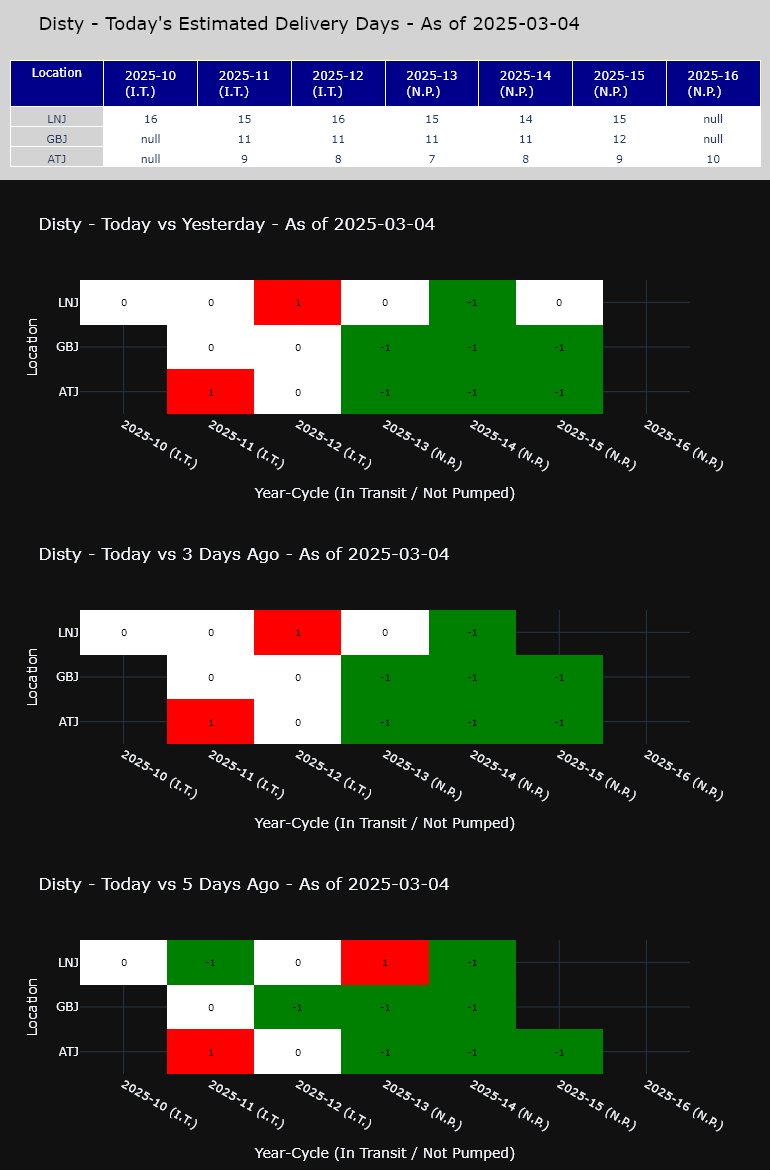 Disty - Today's Estimated Delivery Days - As of 2025-03-04
Location 2025-10 (I.T.) 2025-11 (I.T.) 2025-12 (I.T.) 2025-13 (N.P.) 2025-14 (N.P.) 2025-15 (N.P.) 2025-16 (N.P.)
LNJ 16 15 16 15 14 15 null
GBJ null 11 11 11 11 12 null
ATJ null 9 8 7 8 9 10
Disty - Today vs Yesterday - As of 2025-03-04
Location
LNJ 0 0 1 0 -1 0
GBJ 0 0 -1 -1 -1
ATJ 1 0 -1 -1 -1
2025-10 (I.T.) 2025-11 (I.T.) 2025-12 (I.T.) 2025-13 (N.P.) 2025-14 (N.P.) 2025-15 (N.P.) 2025-16 (N.P.)
Year-Cycle (In Transit / Not Pumped)
Disty - Today vs 3 Days Ago - As of 2025-03-04
Location
LNJ 0 0 1 0 -1
GBJ 0 0 -1 -1 -1
ATJ 1 0 -1 -1 -1
2025-10 (I.T.) 2025-11 (I.T.) 2025-12 (I.T.) 2025-13 (N.P.) 2025-14 (N.P.) 2025-15 (N.P.) 2025-16 (N.P.)
Year-Cycle (In Transit / Not Pumped)
Disty - Today vs 5 Days Ago - As of 2025-03-04
Location
LNJ 0 -1 0 1 -1
GBJ 0 -1 -1 -1
ATJ 1 0 -1 -1 -1
2025-10 (I.T.) 2025-11 (I.T.) 2025-12 (I.T.) 2025-13 (N.P.) 2025-14 (N.P.) 2025-15 (N.P.) 2025-16 (N.P.)
Year-Cycle (In Transit / Not Pumped)